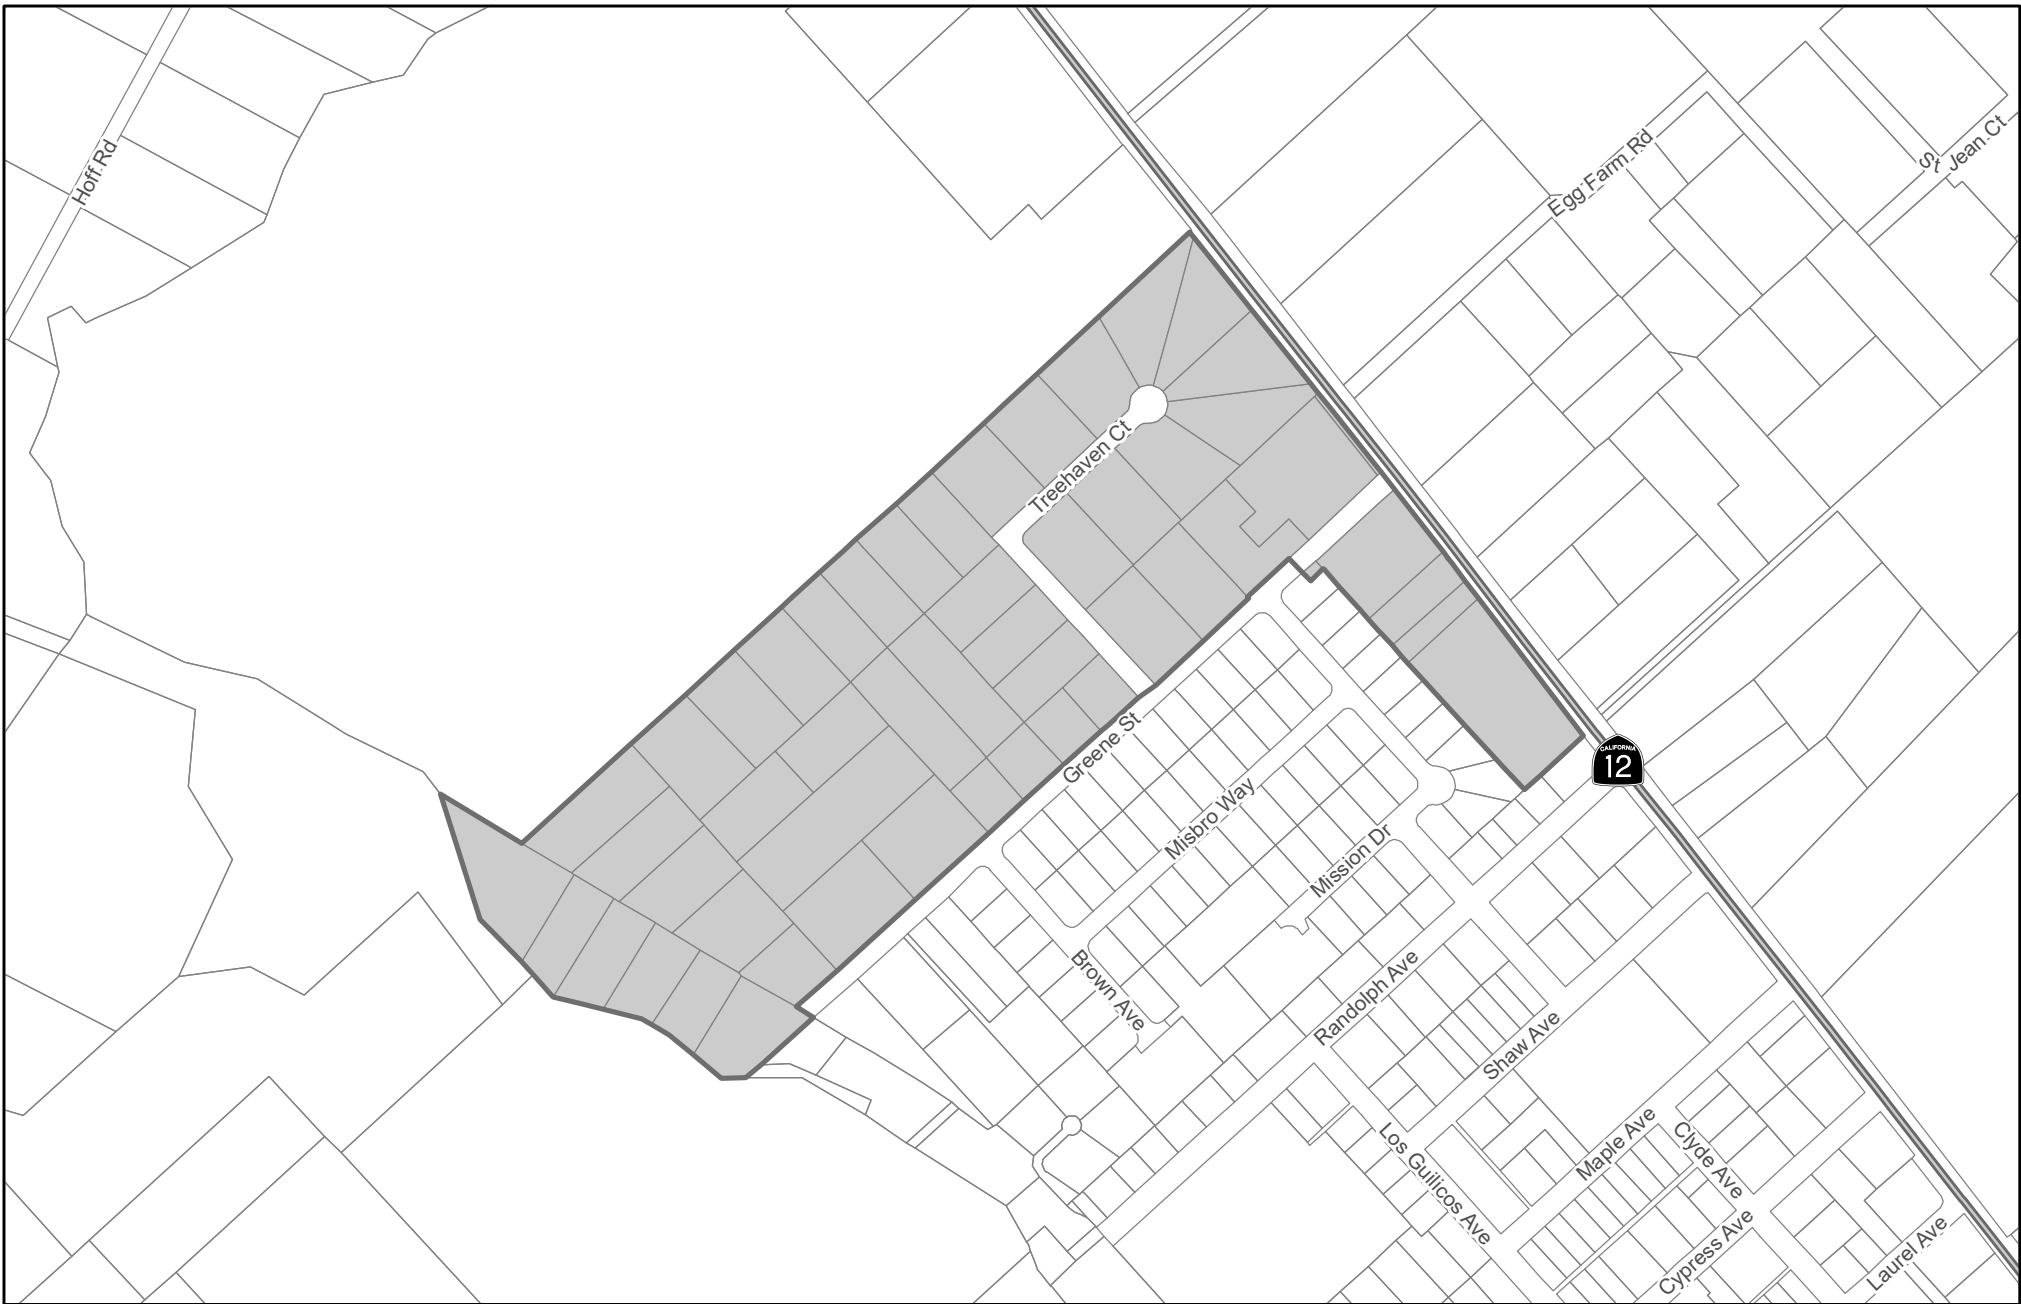 Hoff Rd
Egg Farm Rd
St Jean Ct
Treehaven Ct
Greene St
CALIFORNIA
12
Misbro Way
Mission Dr
Brown Ave
Randolph Ave
Shaw Ave
Los Guilicos Ave
Maple Ave
Clyde Ave
Cypress Ave
Laurel Ave